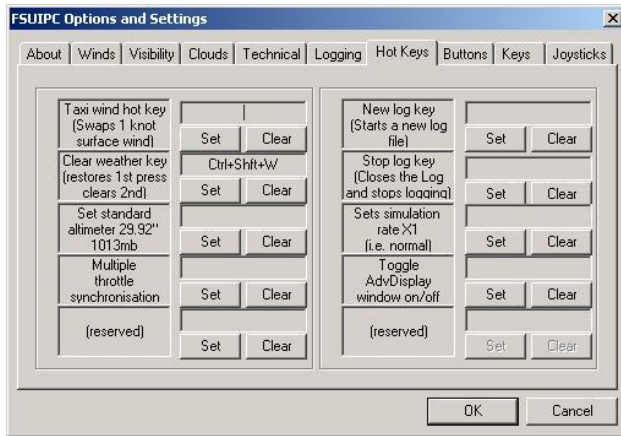 FSUIPC Options and Settings
About Winds Visibility Clouds Technical Logging Hot Keys Buttons Keys Joysticks
Taxi wind hot key
(Swaps 1 knot
surface wind)
Set Clear
Clear weather key
(restores 1st press
clears 2nd)
Ctrl+Shft+W
Set Clear
Set standard
altimeter 29.92"
1013mb
Set Clear
Multiple
throttle
synchronisation
Set Clear
(reserved)
Set Clear
New log key
(Starts a new log
file)
Set Clear
Stop log key
(Closes the Log
and stops logging)
Set Clear
Sets simulation
rate X1
(i.e. normal)
Set Clear
Toggle
AdvDisplay
window on/off
Set Clear
(reserved)
Set Clear
OK Cancel